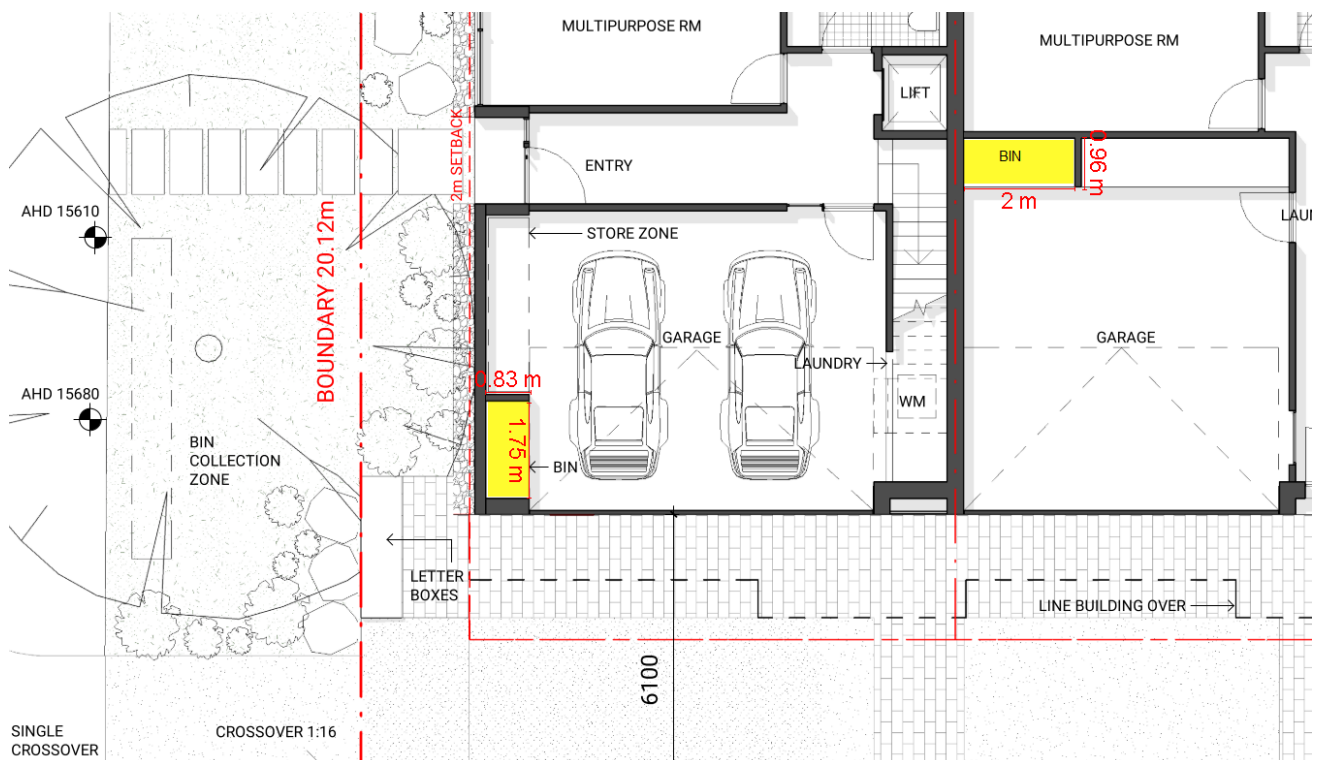 MULTIPURPOSE RM
MULTIPURPOSE RM
LIFT
2m SETBACK
ENTRY
BIN
0.96 m
2 m
AHD 15610
BOUNDARY 20.12m
STORE ZONE
LAUN
GARAGE
GARAGE
LAUNDRY
0.83 m
WM
AHD 15680
1.75 m
BIN
BIN
COLLECTION
ZONE
LETTER
BOXES
LINE BUILDING OVER
6100
SINGLE
CROSSOVER
CROSSOVER 1:16